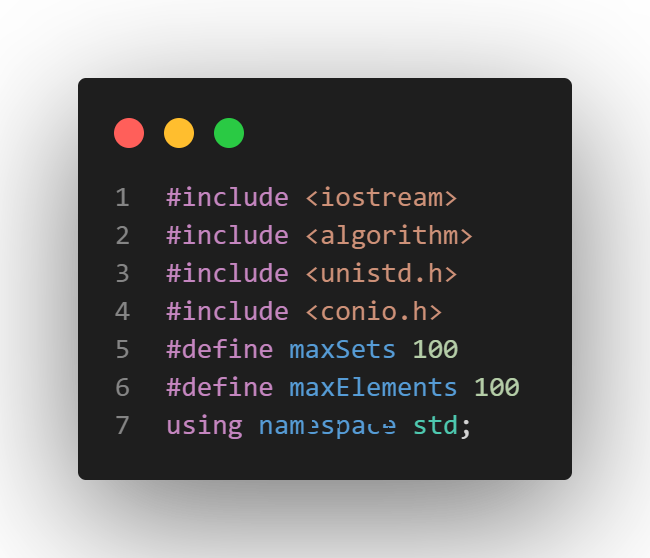 1 #include <iostream>
2 #include <algorithm>
3 #include <unistd.h>
4 #include <conio.h>
5 #define maxSets 100
6 #define maxElements 100
7 using namespace std;